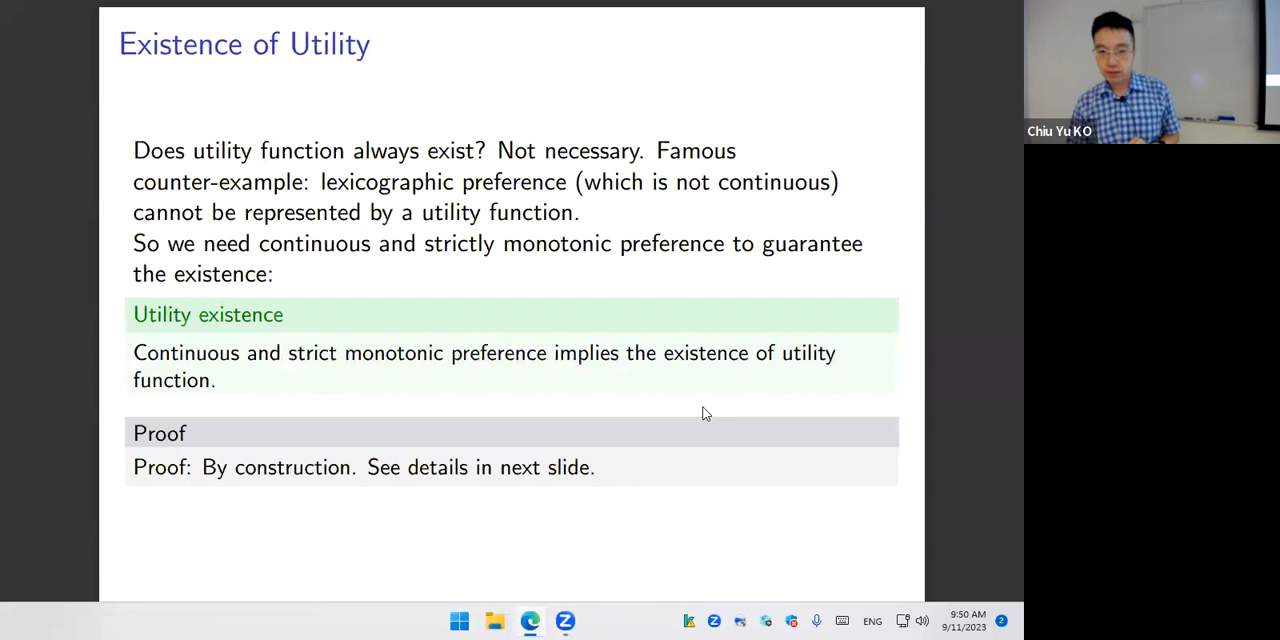 Existence of Utility
Does utility function always exist? Not necessary. Famous
counter-example: lexicographic preference (which is not continuous)
cannot be represented by a utility function.
So we need continuous and strictly monotonic preference to guarantee
the existence:
Utility existence
Continuous and strict monotonic preference implies the existence of utility
function.
Proof
Proof: By construction. See details in next slide.
Chiu Yu KO
ENG
9:50 AM
9/11/2023
2